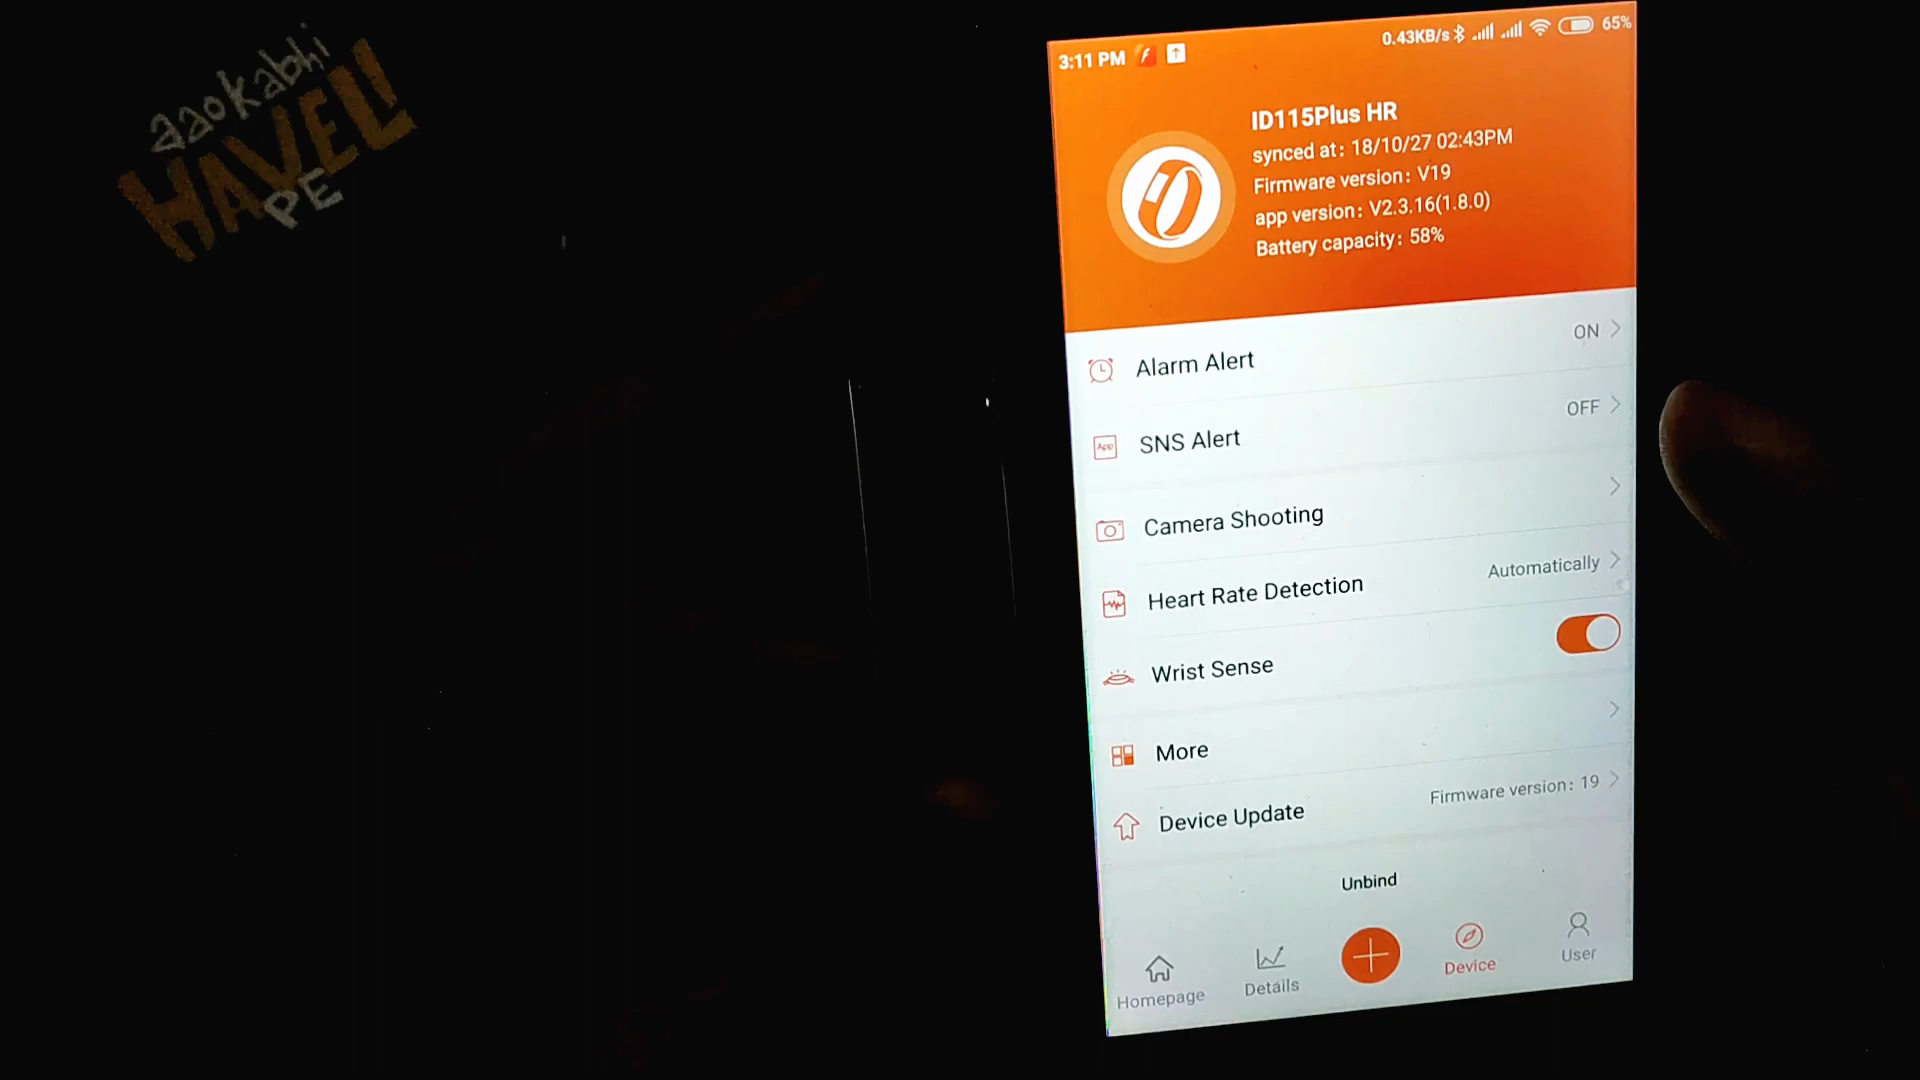 aaokabhi
HAVELI
PE
3:11 PM
0.43KB/s
65%
ID115Plus HR
synced at: 18/10/27 02:43PM
Firmware version: V19
app version: V2.3.16(1.8.0)
Battery capacity: 58%
Alarm Alert
ON
App
SNS Alert
OFF
Camera Shooting
Heart Rate Detection
Automatically
Wrist Sense
More
Device Update
Firmware version: 19
Unbind
Homepage
Details
Device
User